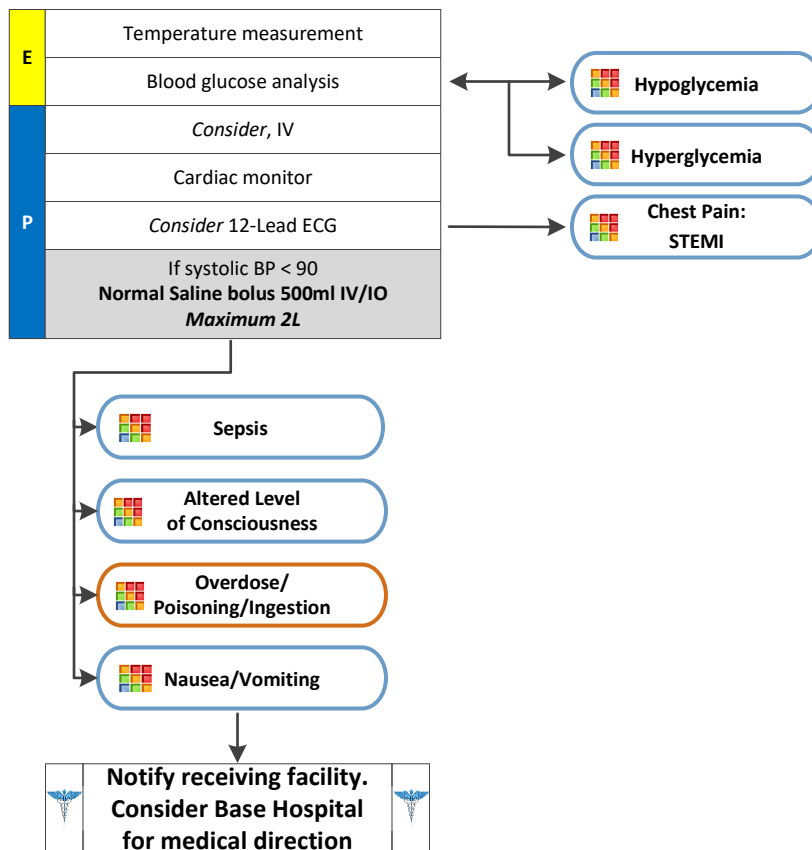 E
Temperature measurement
Blood glucose analysis
P
Consider, IV
Cardiac monitor
Consider 12-Lead ECG
If systolic BP < 90
Normal Saline bolus 500ml IV/IO
Maximum 2L
Hypoglycemia
Hyperglycemia
Chest Pain:
STEMI
Sepsis
Altered Level
of Consciousness
Overdose/
Poisoning/Ingestion
Nausea/Vomiting
Notify receiving facility.
Consider Base Hospital
for medical direction